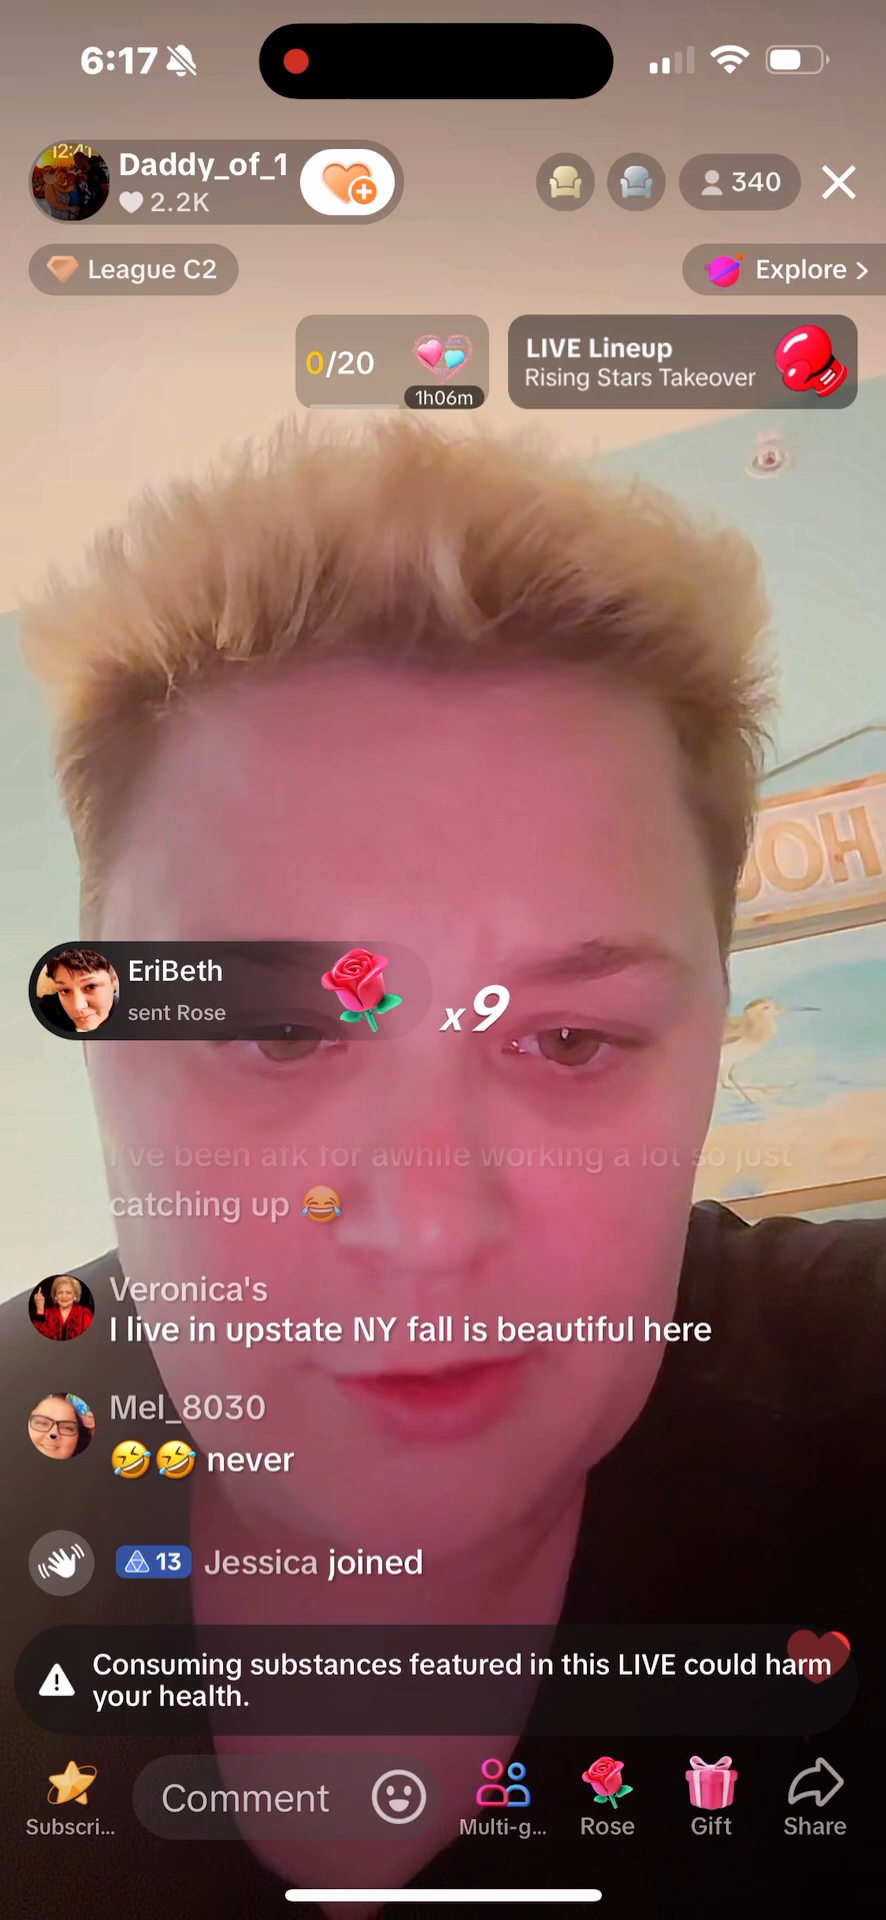 6:17
12:41
Daddy_of_1
2.2K
340
League C2
Explore >
0/20
1h06m
LIVE Lineup
Rising Stars Takeover
HO
EriBeth
sent Rose
x9
I've been afk for awhile working a lot so just
catching up 😂
Veronica's
I live in upstate NY fall is beautiful here
Mel_8030
🤣🤣 never
13 Jessica joined
Consuming substances featured in this LIVE could harm
your health.
Subscri...
Comment
Multi-g...
Rose
Gift
Share